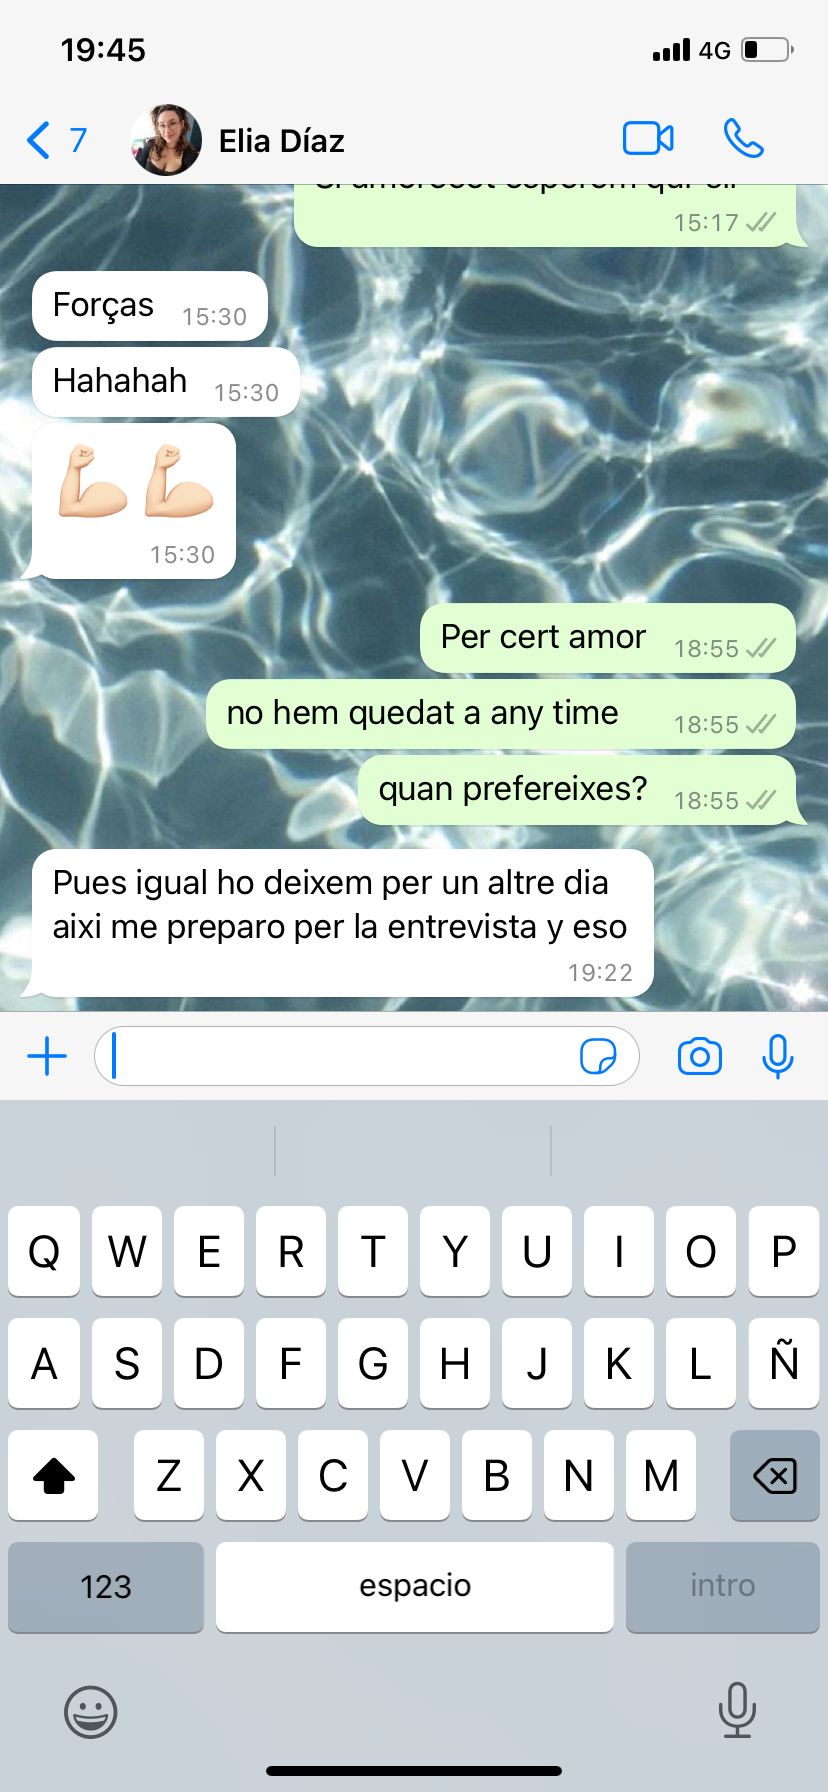 19:45
4G
7
Elia Díaz
15:17
Forças 15:30
Hahahah 15:30
💪🏻💪🏻
15:30
Per cert amor 18:55
no hem quedat a any time 18:55
quan prefereixes? 18:55
Pues igual ho deixem per un altre dia
aixi me preparo per la entrevista y eso
19:22
Q W E R T Y U I O P
A S D F G H J K L Ñ
Z X C V B N M
123 espacio intro